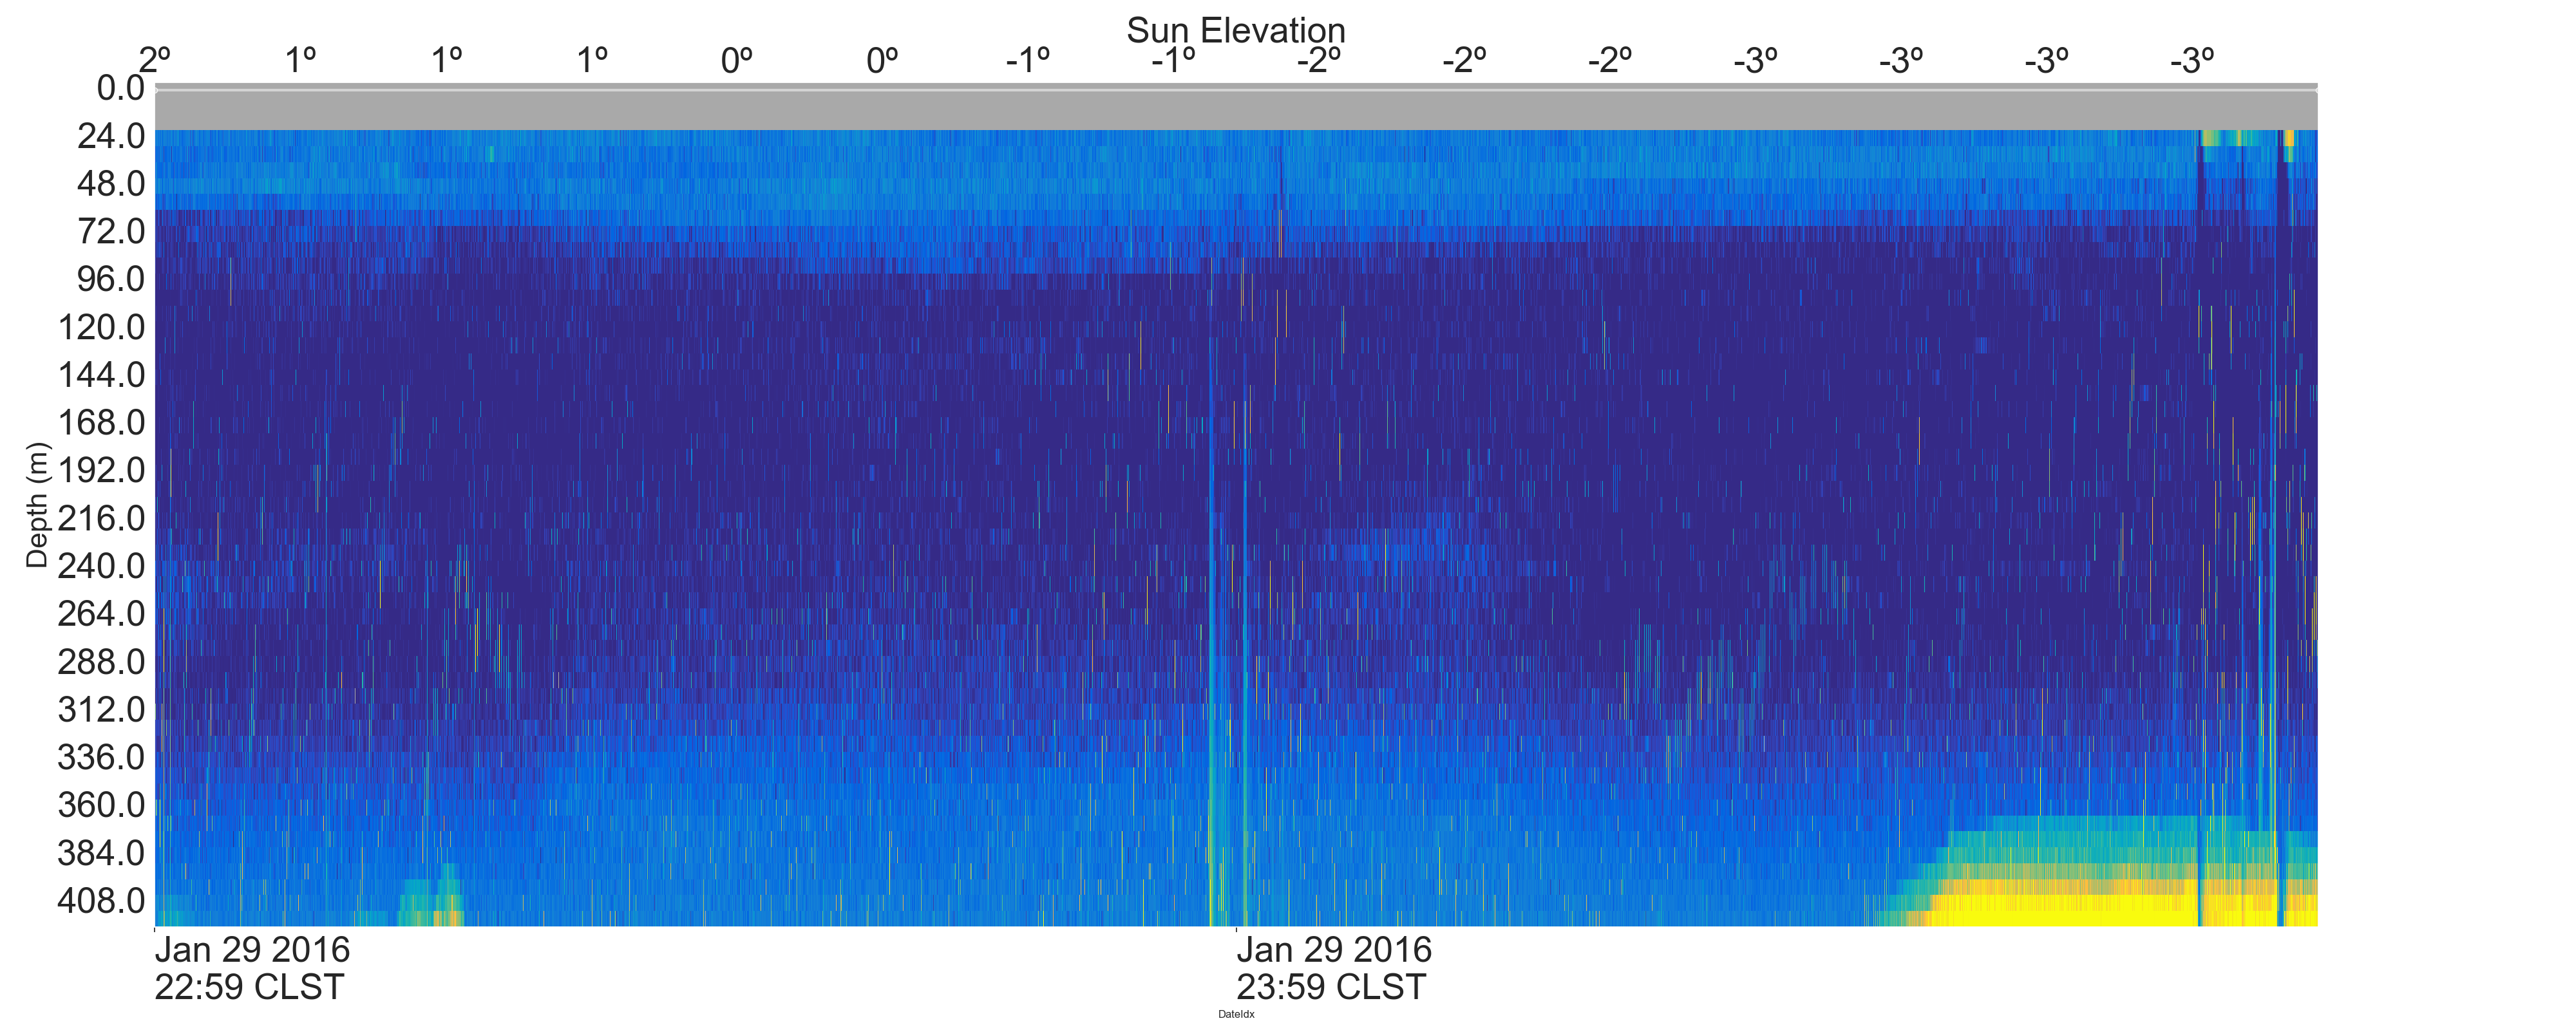 Sun Elevation
2º 1º 1º 1º 0º 0º -1º -1º -2º -2º -2º -3º -3º -3º -3º
0.0
24.0
48.0
72.0
96.0
120.0
144.0
168.0
192.0
216.0
240.0
264.0
288.0
312.0
336.0
360.0
384.0
408.0
Depth (m)
Jan 29 2016
22:59 CLST
Jan 29 2016
23:59 CLST
DateIdx